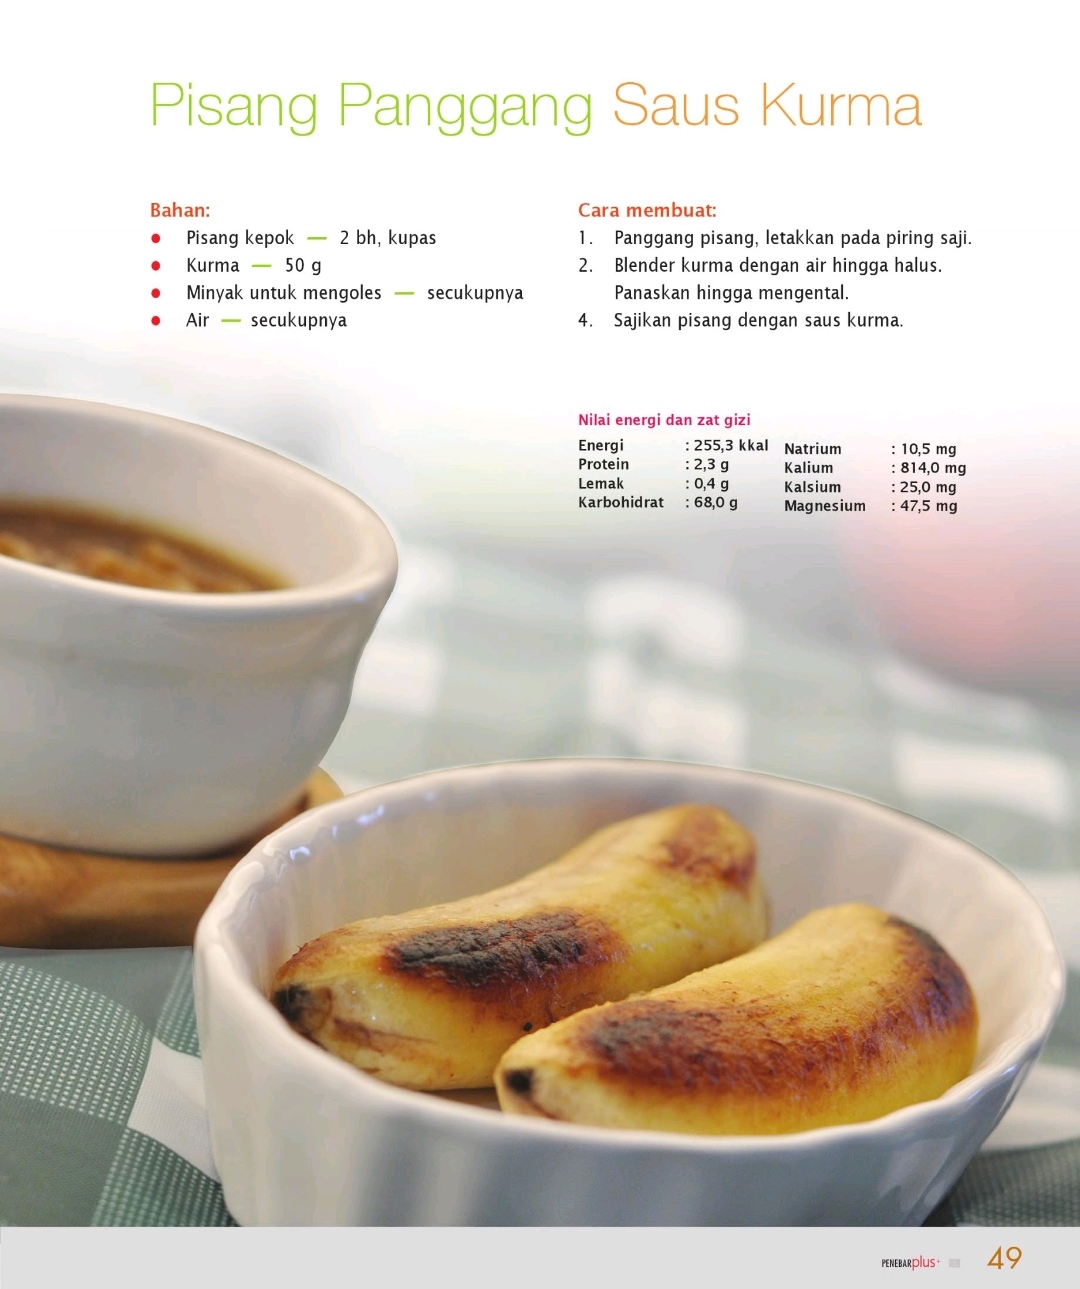 Pisang Panggang Saus Kurma
Bahan:
● Pisang kepok — 2 bh, kupas
● Kurma — 50 g
● Minyak untuk mengoles — secukupnya
● Air — secukupnya
Cara membuat:
1. Panggang pisang, letakkan pada piring saji.
2. Blender kurma dengan air hingga halus.
Panaskan hingga mengental.
4. Sajikan pisang dengan saus kurma.
Nilai energi dan zat gizi
Energi : 255,3 kkal
Protein : 2,3 g
Lemak : 0,4 g
Karbohidrat : 68,0 g
Natrium : 10,5 mg
Kalium : 814,0 mg
Kalsium : 25,0 mg
Magnesium : 47,5 mg
PENEBARplus+ 49